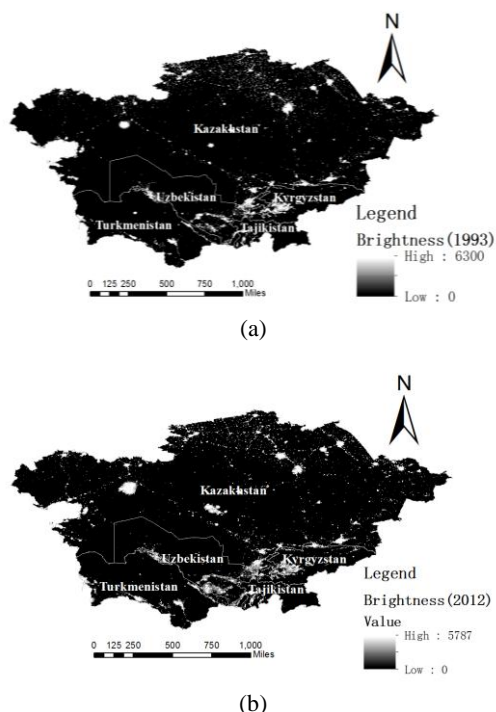 N
Kazakhstan
Uzbekistan
Kyrgyzstan
Turkmenistan
Tajikistan
Legend
Brightness(1993)
High : 6300
Low : 0
0 125 250 500 750 1,000
Miles
(a)
N
Kazakhstan
Uzbekistan
Kyrgyzstan
Turkmenistan
Tajikistan
Legend
Brightness(2012)
Value
High : 5787
Low : 0
0 125 250 500 750 1,000
Miles
(b)